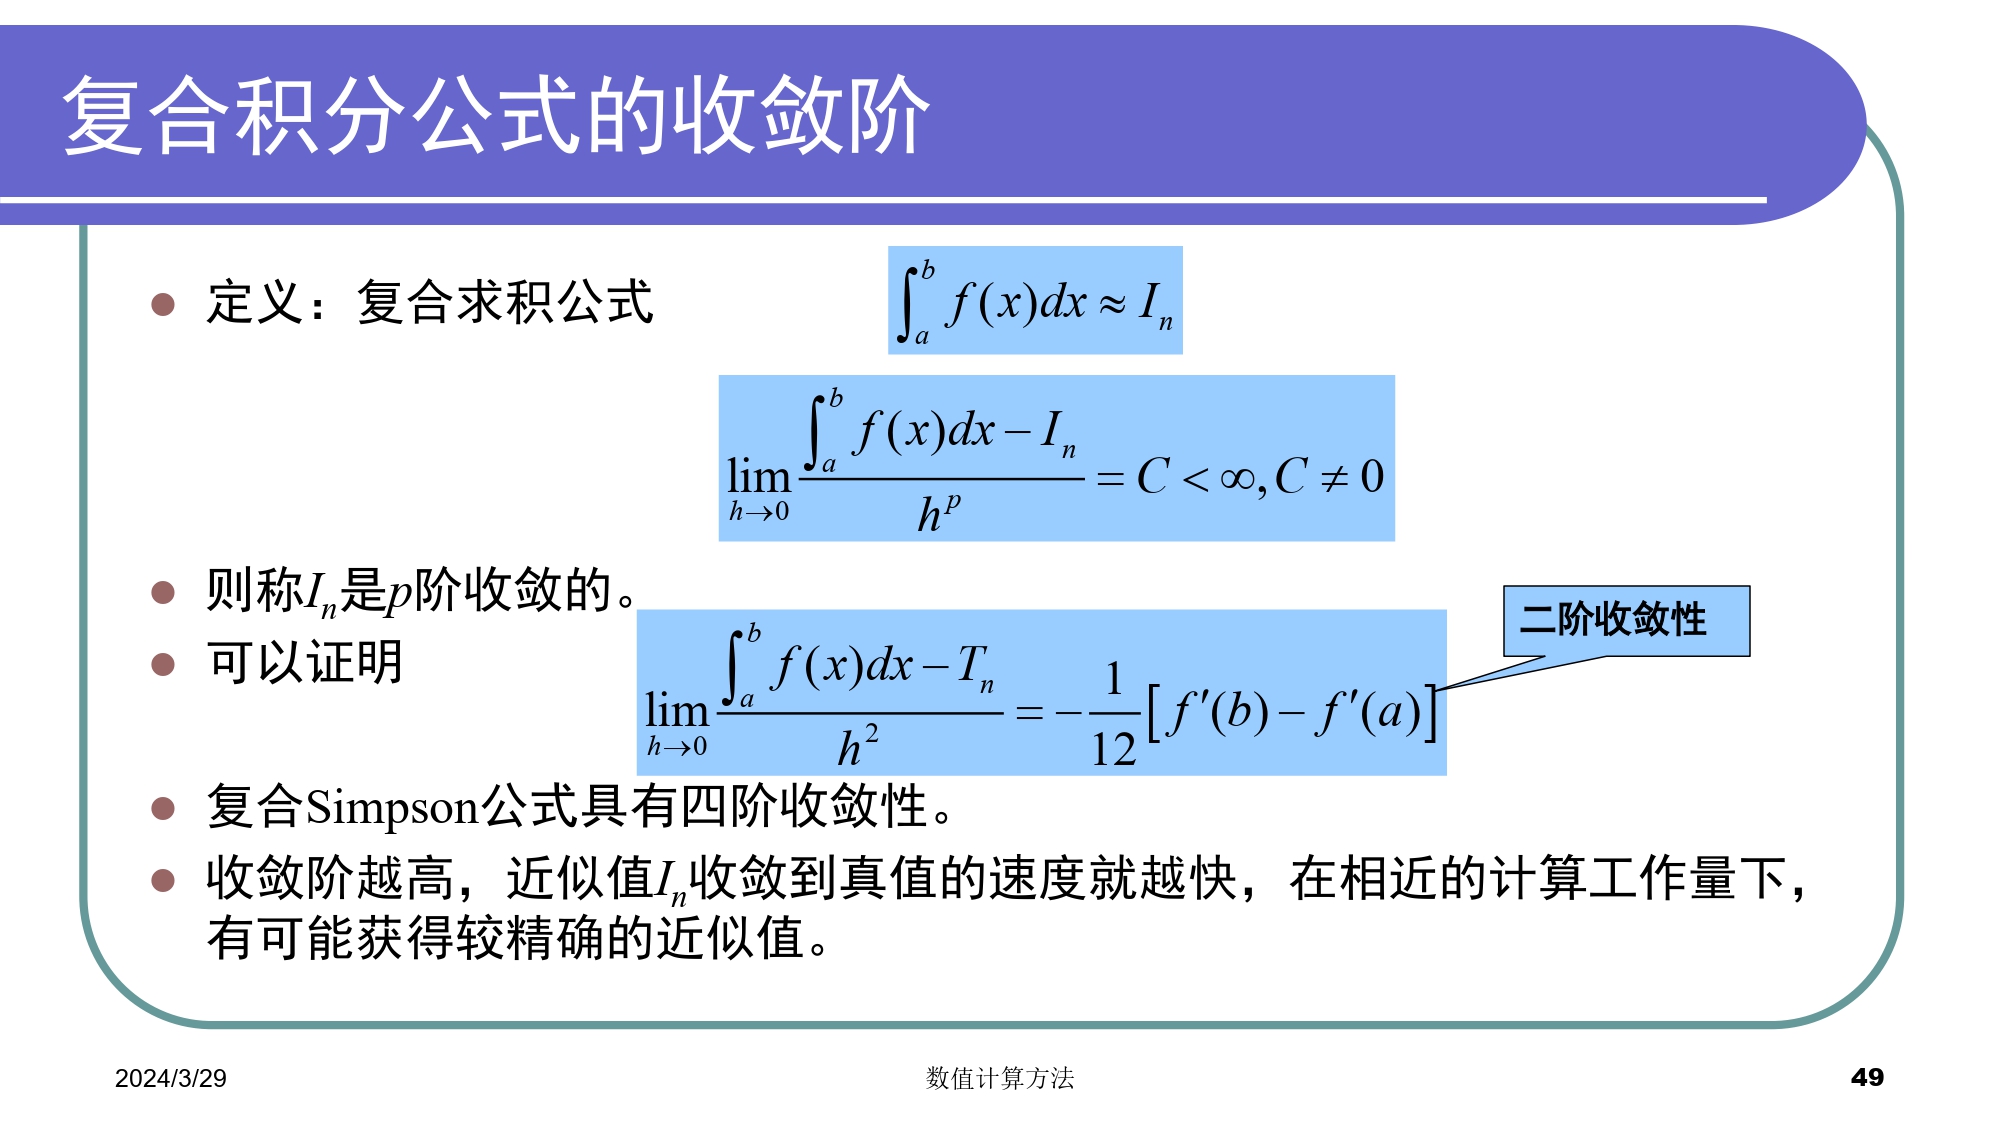 复合积分公式的收敛阶
定义：复合求积公式 $\int_a^b f(x)dx \approx I_n$
$\lim_{h \to 0} \frac{\int_a^b f(x)dx - I_n}{h^p} = C < \infty, C \neq 0$
则称$I_n$是$p$阶收敛的。
二阶收敛性
可以证明 $\lim_{h \to 0} \frac{\int_a^b f(x)dx - T_n}{h^2} = -\frac{1}{12}\left[f'(b) - f'(a)\right]$
复合Simpson公式具有四阶收敛性。
收敛阶越高，近似值$I_n$收敛到真值的速度就越快，在相近的计算工作量下，
有可能获得较精确的近似值。
2024/3/29 数值计算方法 49